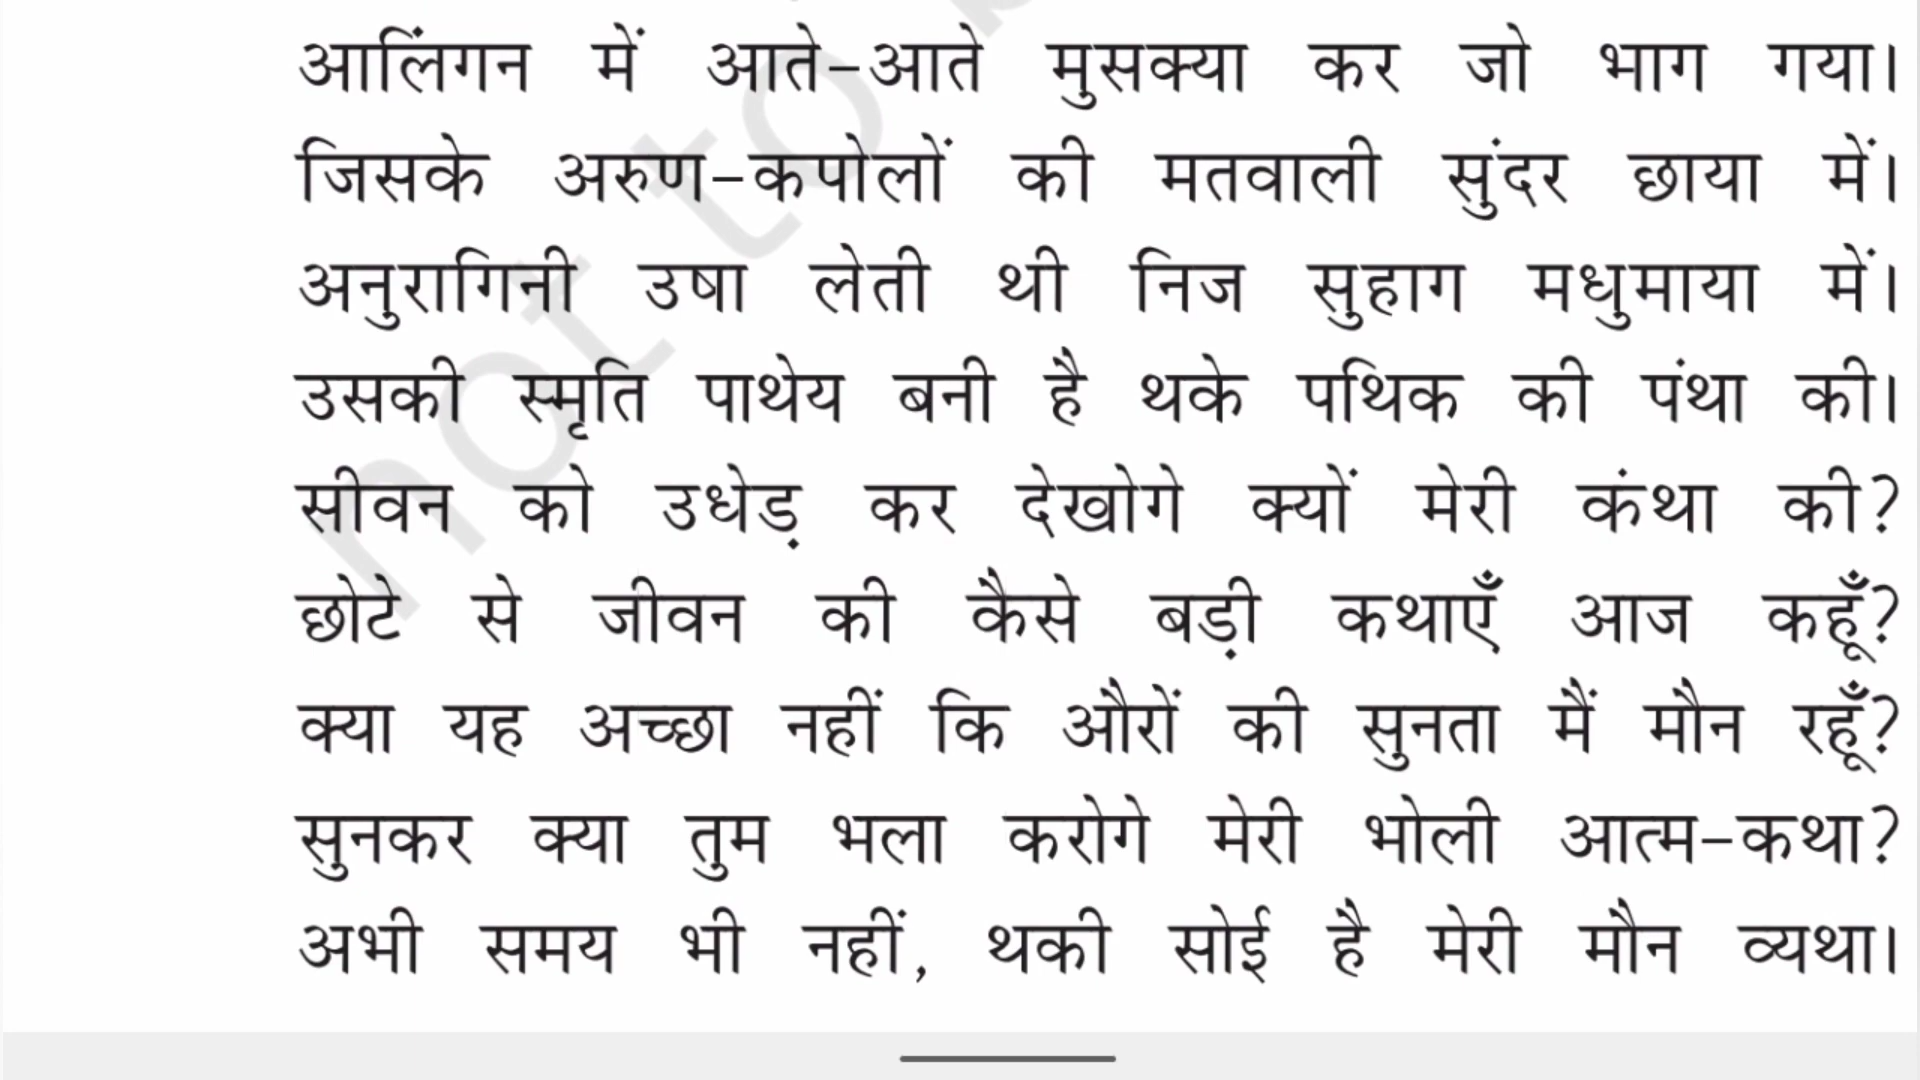 आलिंगन में आते-आते मुसक्या कर जो भाग गया।
जिसके अरुण-कपोलों की मतवाली सुंदर छाया में।
अनुरागिनी उषा लेती थी निज सुहाग मधुमाया में।
उसकी स्मृति पाथेय बनी है थके पथिक की पंथा की।
सीवन को उधेड़ कर देखोगे क्यों मेरी कंथा की?
छोटे से जीवन की कैसे बड़ी कथाएँ आज कहूँ?
क्या यह अच्छा नहीं कि औरों की सुनता मैं मौन रहूँ?
सुनकर क्या तुम भला करोगे मेरी भोली आत्म-कथा?
अभी समय भी नहीं, थकी सोई है मेरी मौन व्यथा।
not to